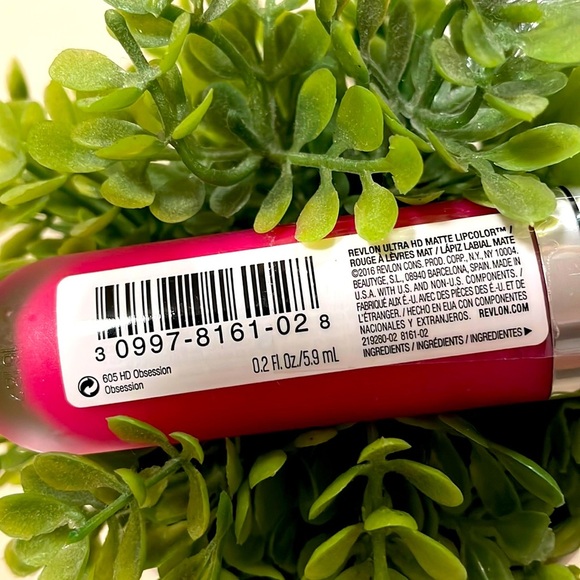 REVLON ULTRA HD MATTE LIPCOLOR™ /
ROUGE À LÈVRES MAT / LÁPIZ LABIAL MATE
©2016 REVLON CONS. PROD. CORP., N.Y., NY 10004.
BEAUTYGE, S.L., 08940 BARCELONA, SPAIN. MADE IN
U.S.A. WITH U.S. AND NON-U.S. COMPONENTS. /
FABRIQUÉ AUX É.-U. AVEC DES PIÈCES DES É.-U. ET DE
L'ÉTRANGER. / HECHO EN EUA CON COMPONENTES
NACIONALES Y EXTRANJEROS. REVLON.COM
219280-02 8161-02
INGREDIENTS / INGRÉDIENTS / INGREDIENTES ▶
3 0997-8161-02 8
605 HD Obsession
Obsession
0.2 Fl. Oz/5.9 mL